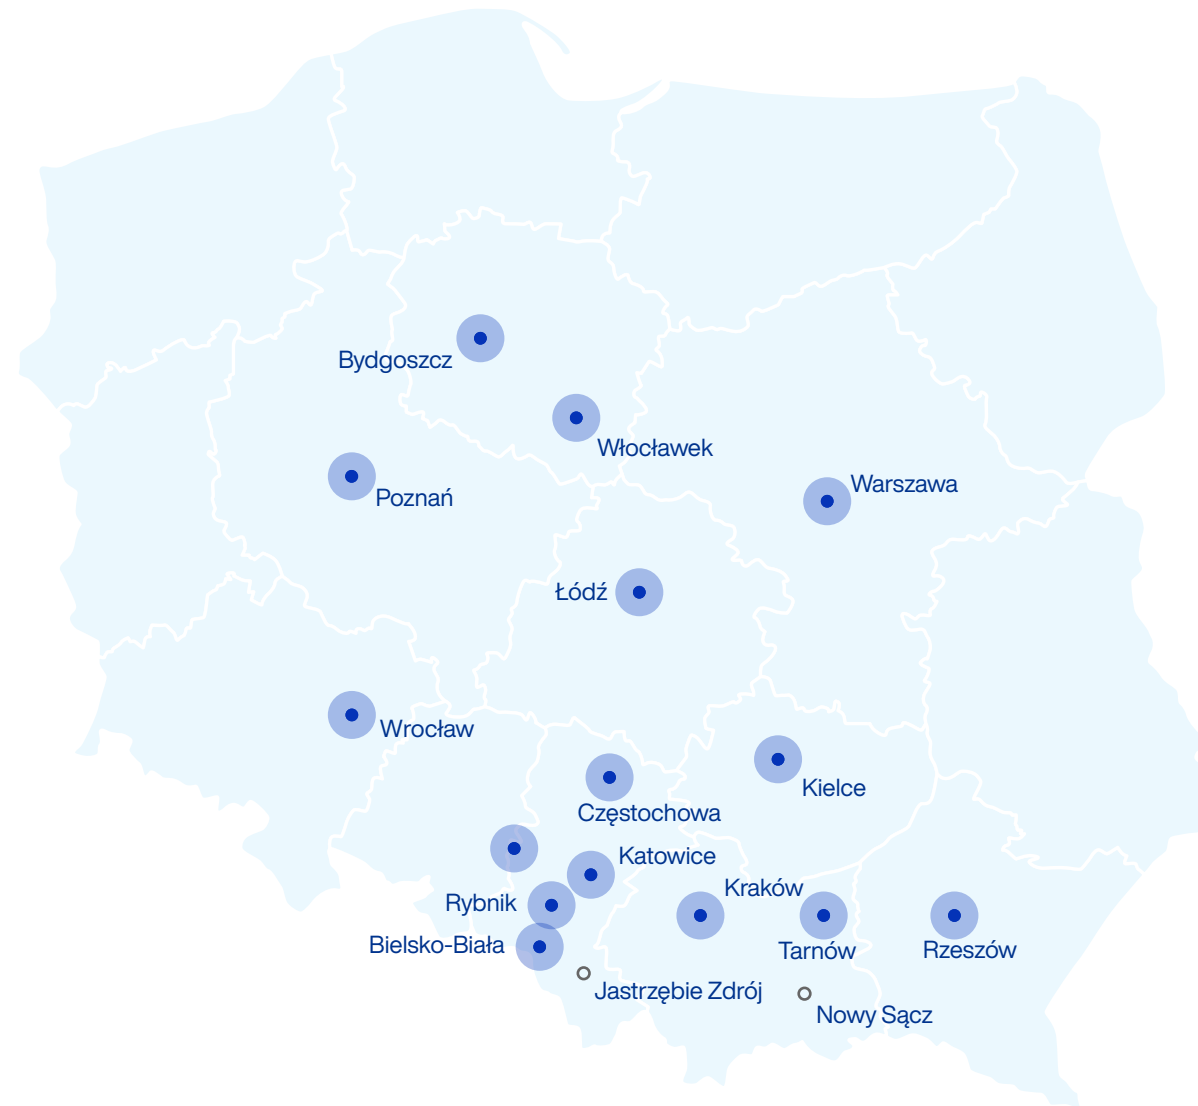 Bydgoszcz
Włocławek
Warszawa
Poznań
Łódź
Wrocław
Kielce
Częstochowa
Katowice
Kraków
Rybnik
Bielsko-Biała
Tarnów
Rzeszów
Jastrzębie Zdrój
Nowy Sącz